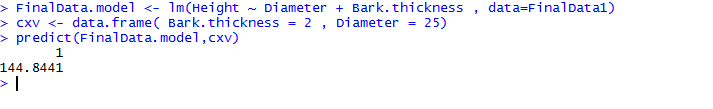 > FinalData.model <- lm(Height ~ Diameter + Bark.thickness , data=FinalData1)
> cxv <- data.frame( Bark.thickness = 2 , Diameter = 25)
> predict(FinalData.model,cxv)
1
144.8441
>